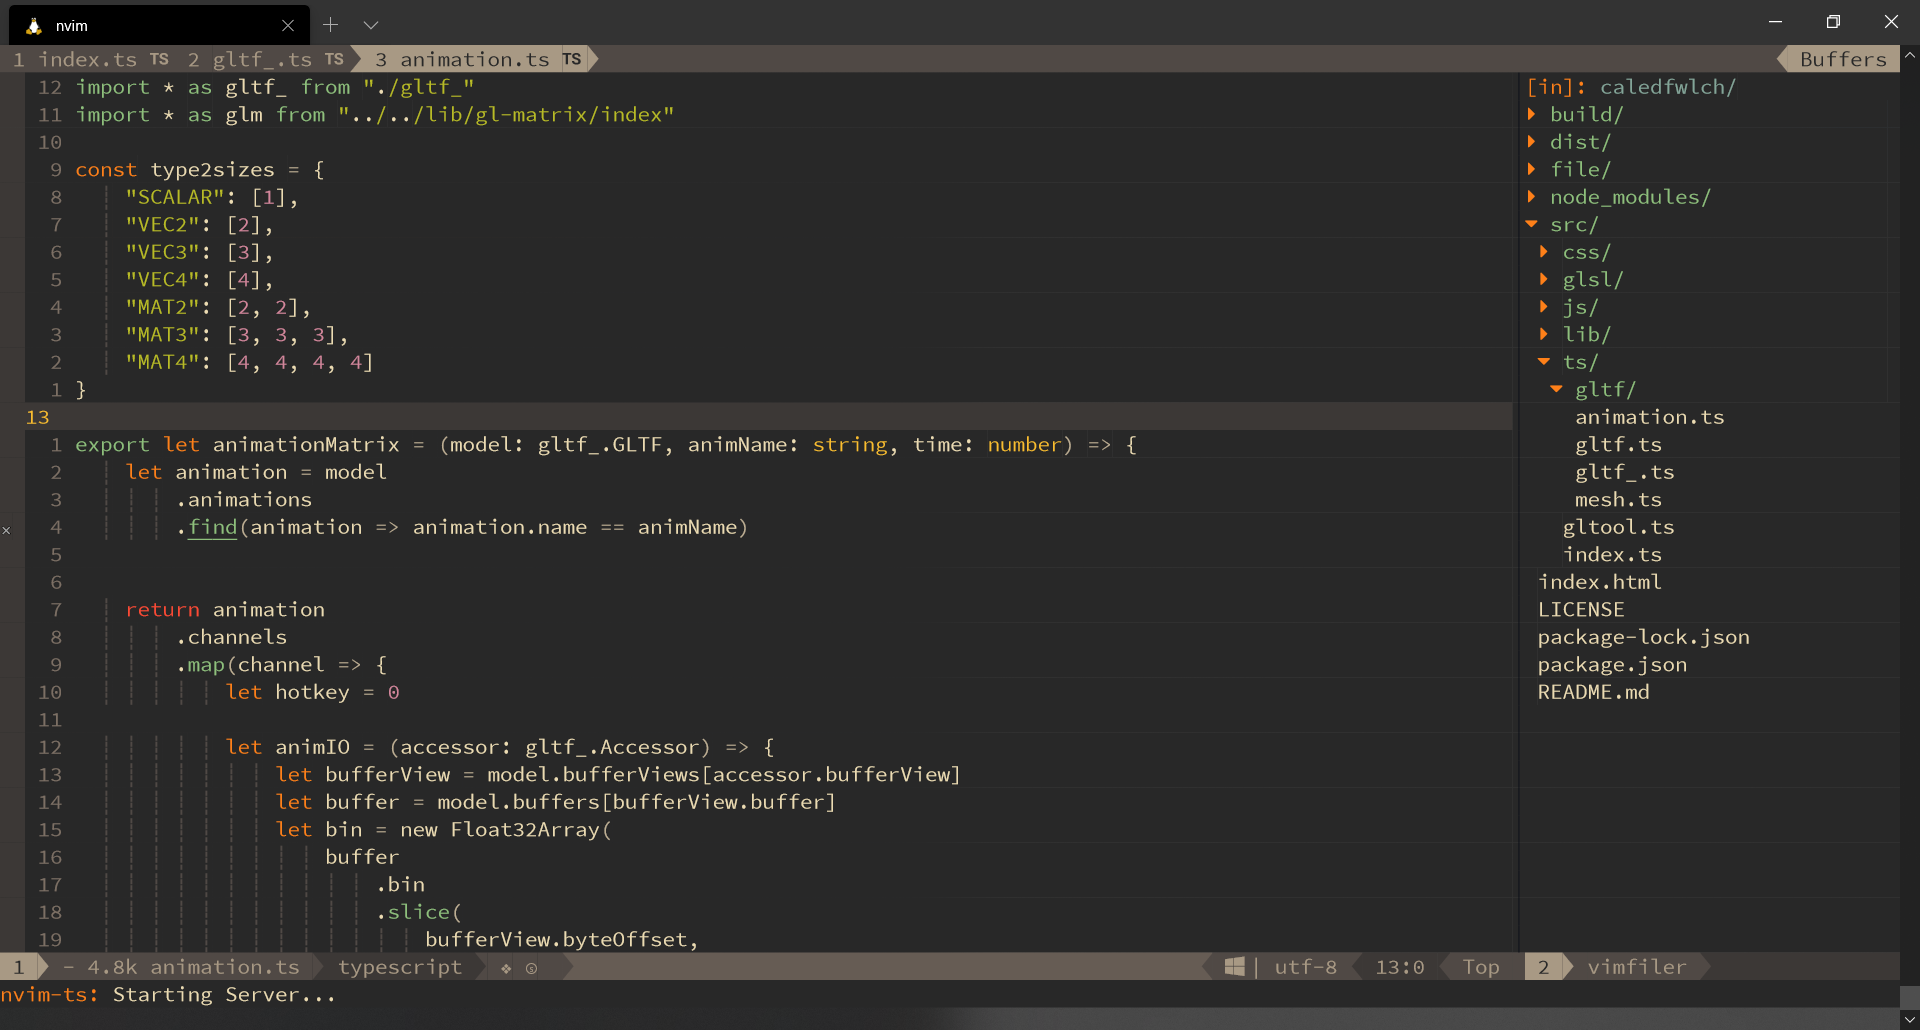 nvim
1 index.ts TS 2 gltf_.ts TS 3 animation.ts TS Buffers
12 import * as gltf_ from "./gltf_"
11 import * as glm from "../../lib/gl-matrix/index"
10
9 const type2sizes = {
8 "SCALAR": [1],
7 "VEC2": [2],
6 "VEC3": [3],
5 "VEC4": [4],
4 "MAT2": [2, 2],
3 "MAT3": [3, 3, 3],
2 "MAT4": [4, 4, 4, 4]
1 }
13
1 export let animationMatrix = (model: gltf_.GLTF, animName: string, time: number) => {
2 let animation = model
3 .animations
4 .find(animation => animation.name == animName)
5
6
7 return animation
8 .channels
9 .map(channel => {
10 let hotkey = 0
11
12 let animIO = (accessor: gltf_.Accessor) => {
13 let bufferView = model.bufferViews[accessor.bufferView]
14 let buffer = model.buffers[bufferView.buffer]
15 let bin = new Float32Array(
16 buffer
17 .bin
18 .slice(
19 bufferView.byteOffset,
[in]: caledfwlch/
build/
dist/
file/
node_modules/
src/
css/
glsl/
js/
lib/
ts/
gltf/
animation.ts
gltf.ts
gltf_.ts
mesh.ts
gltool.ts
index.ts
index.html
LICENSE
package-lock.json
package.json
README.md
1 - 4.8k animation.ts typescript ❖ ⓢ | utf-8 13:0 Top 2 vimfiler
nvim-ts: Starting Server...